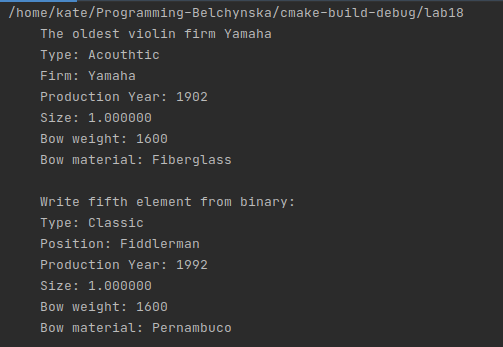 /home/kate/Programming-Belchynska/cmake-build-debug/lab18
The oldest violin firm Yamaha
Type: Acouthtic
Firm: Yamaha
Production Year: 1902
Size: 1.000000
Bow weight: 1600
Bow material: Fiberglass
Write fifth element from binary:
Type: Classic
Position: Fiddlerman
Production Year: 1992
Size: 1.000000
Bow weight: 1600
Bow material: Pernambuco